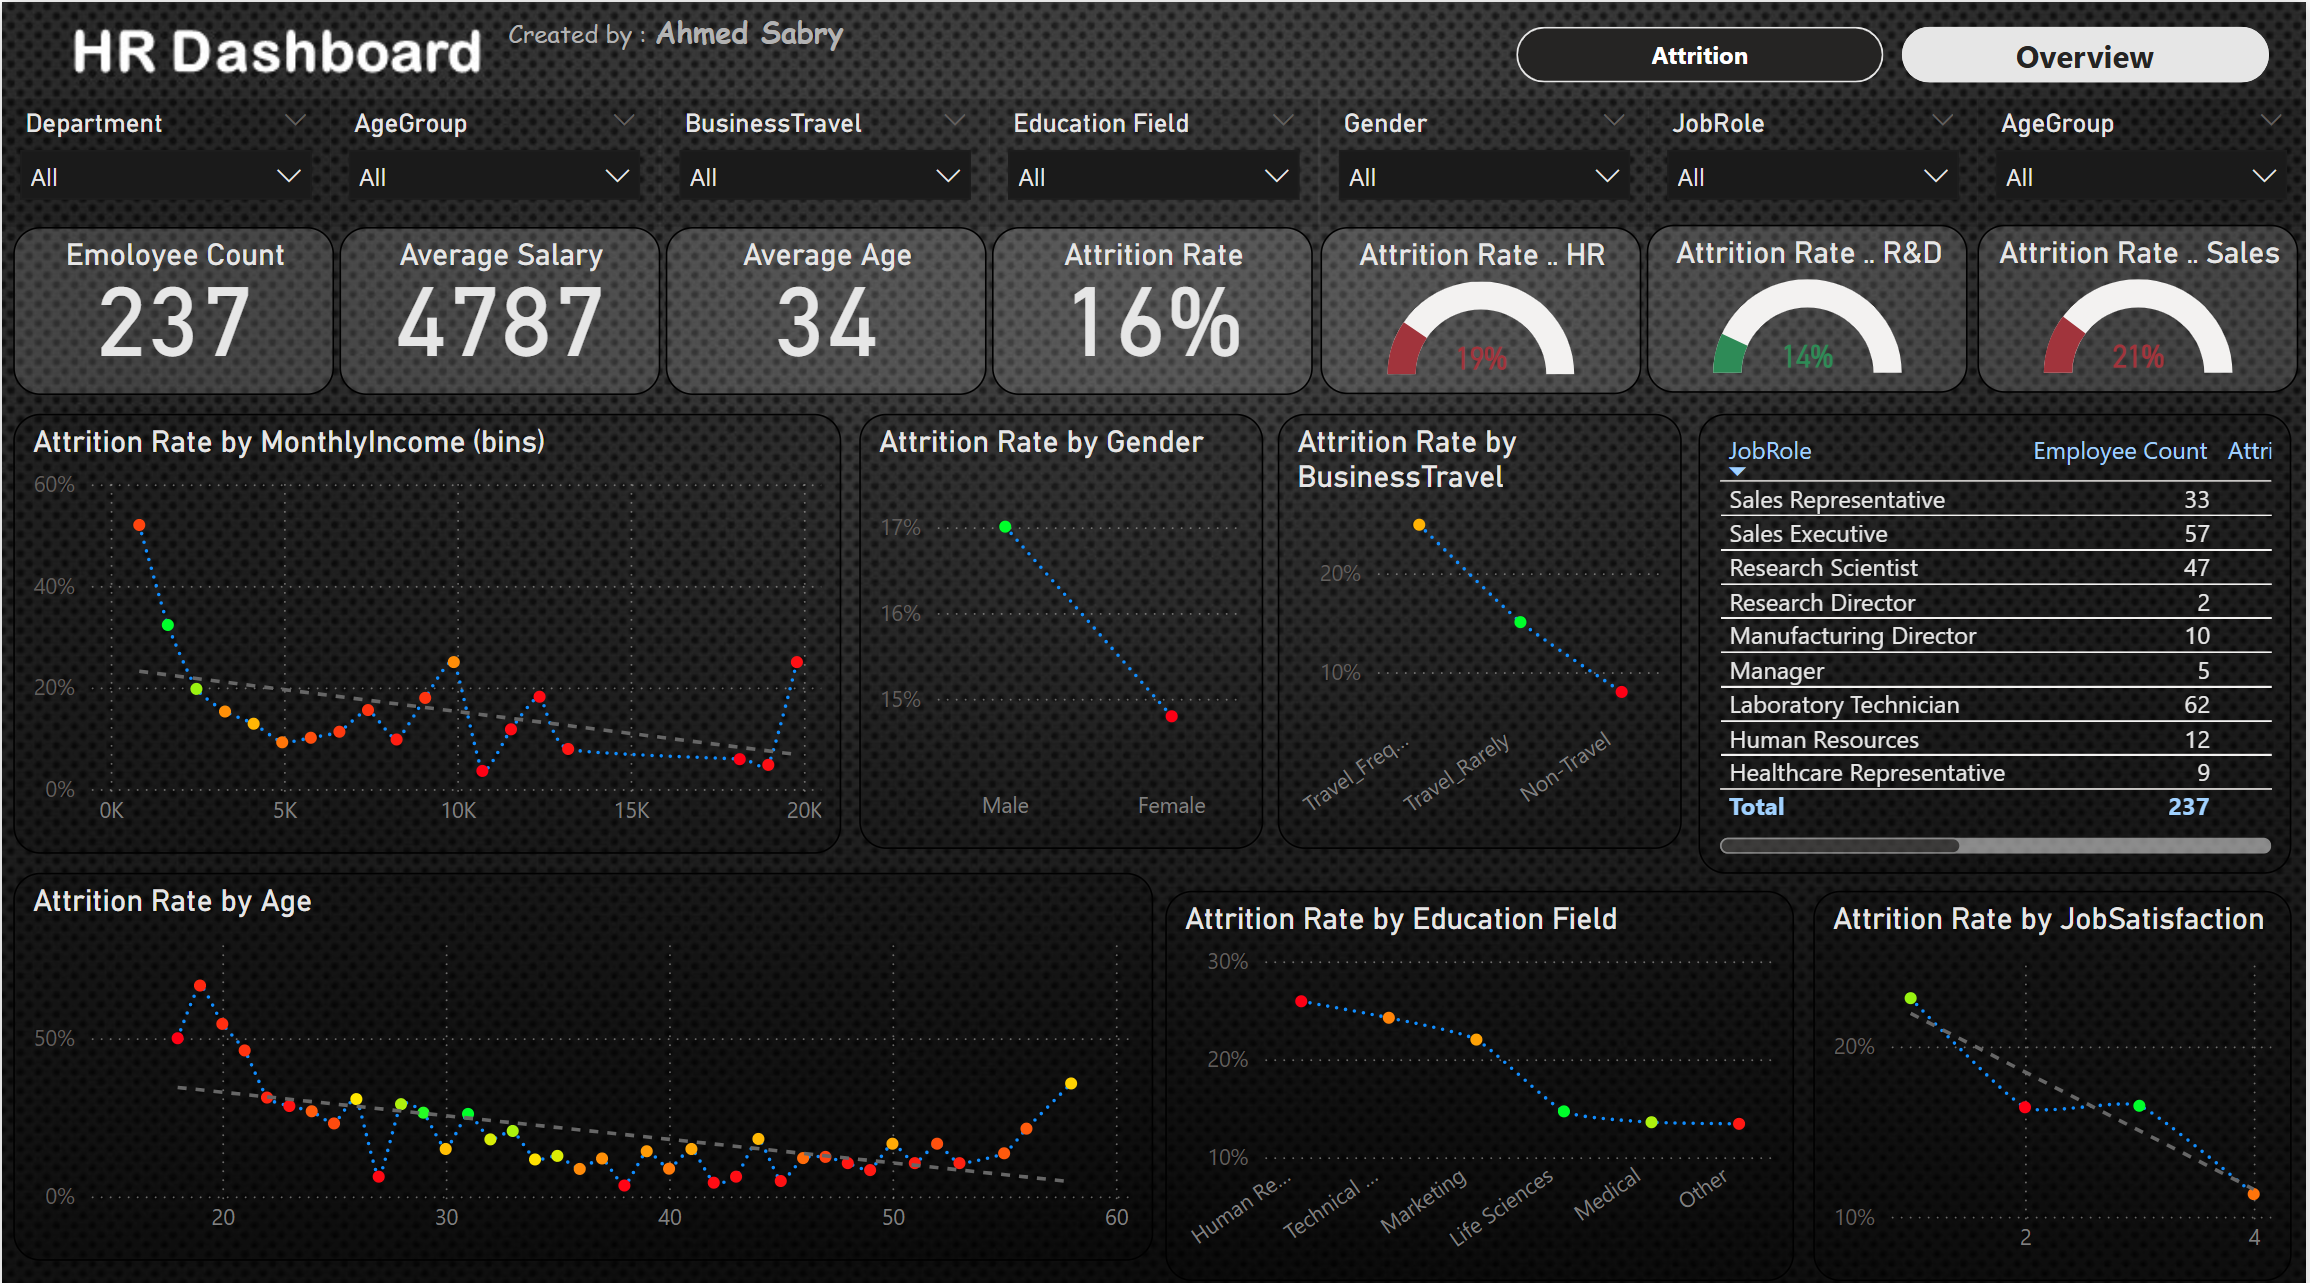 HR Dashboard
Created by : Ahmed Sabry
Attrition
Overview
Department
AgeGroup
BusinessTravel
Education Field
Gender
JobRole
AgeGroup
All
All
All
All
All
All
All
Emoloyee Count
237
Average Salary
4787
Average Age
34
Attrition Rate
16%
Attrition Rate .. HR
19%
Attrition Rate .. R&D
14%
Attrition Rate .. Sales
21%
Attrition Rate by MonthlyIncome (bins)
60%
40%
20%
0%
0K 5K 10K 15K 20K
Attrition Rate by Gender
17%
16%
15%
Male Female
Attrition Rate by
BusinessTravel
20%
10%
Travel_Freq...
Travel_Rarely
Non-Travel
JobRole Employee Count Attri
Sales Representative 33
Sales Executive 57
Research Scientist 47
Research Director 2
Manufacturing Director 10
Manager 5
Laboratory Technician 62
Human Resources 12
Healthcare Representative 9
Total 237
Attrition Rate by Age
50%
0%
20 30 40 50 60
Attrition Rate by Education Field
30%
20%
10%
Human Re...
Technical ...
Marketing
Life Sciences
Medical
Other
Attrition Rate by JobSatisfaction
20%
10%
2 4